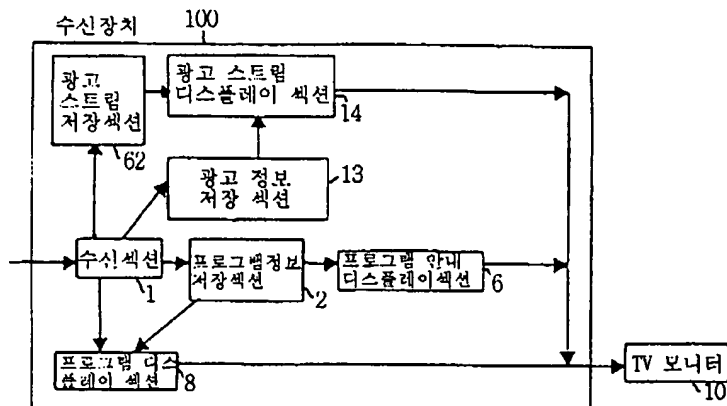 수신장치
100
광고
스트림
저장섹션
62
광고 스트림
디스플레이 섹션
14
광고 정보
저장 섹션
13
수신섹션
1
프로그램정보
저장섹션
2
프로그램 안내
디스플레이섹션
6
프로그램 디스
플레이 섹션
8
TV 모니터
10